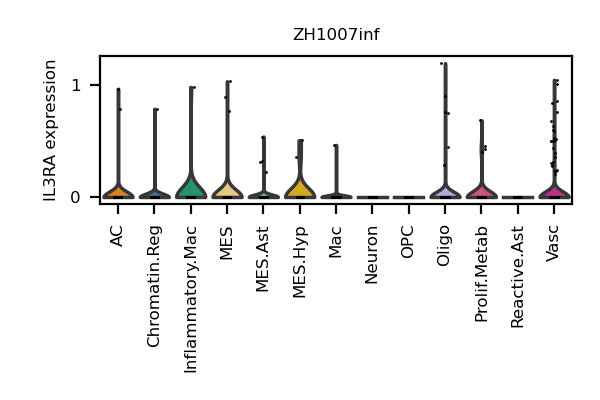 ZH1007inf
IL3RA expression
1
0
AC
Chromatin.Reg
Inflammatory.Mac
MES
MES.Ast
MES.Hyp
Mac
Neuron
OPC
Oligo
Prolif.Metab
Reactive.Ast
Vasc